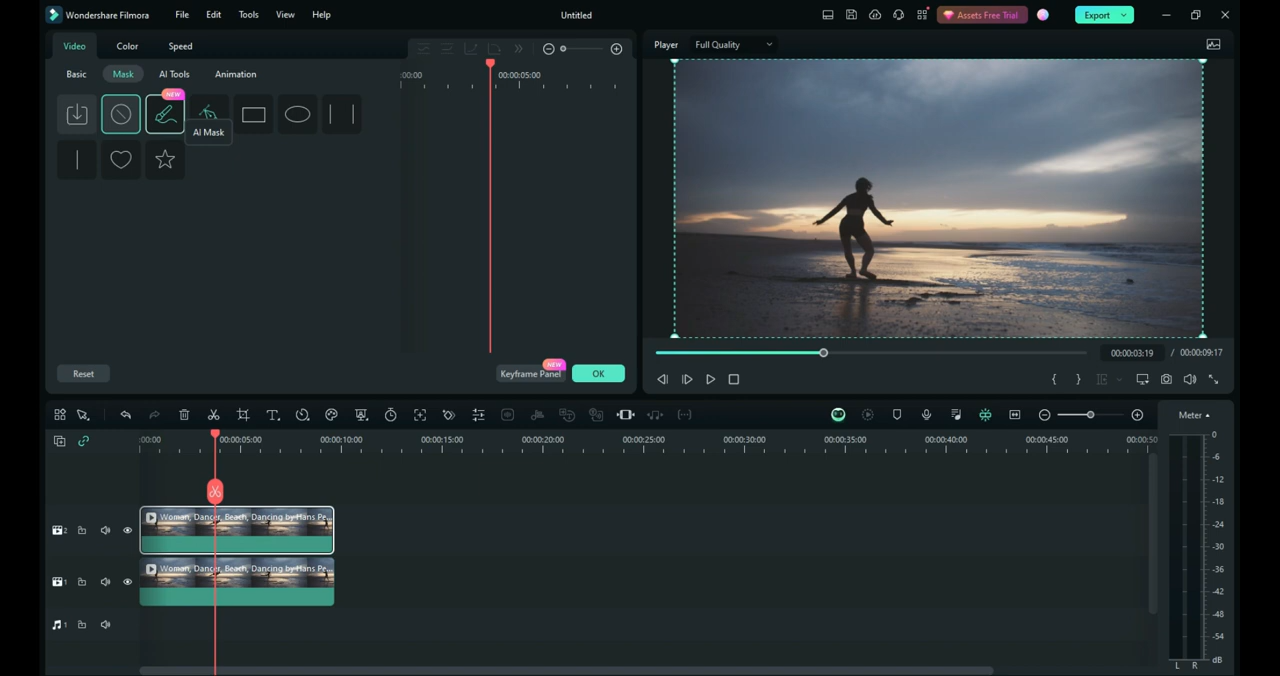 Wondershare Filmora File Edit Tools View Help Untitled Assets Free Trial Export
Video Color Speed
Player Full Quality
Basic Mask AI Tools Animation
:00:00 00:00:05:00
NEW
AI Mask
00:00:03:19 / 00:00:09:17
NEW
Reset Keyframe Panel OK
Meter
:00:00 00:00:05:00 00:00:10:00 00:00:15:00 00:00:20:00 00:00:25:00 00:00:30:00 00:00:35:00 00:00:40:00 00:00:45:00 00:00:50
0
-6
-12
-18
-24
-30
-36
-42
-48
-54
dB
L R
Woman, Dancer, Beach, Dancing by Hans Pe...
2
Woman, Dancer, Beach, Dancing by Hans Pe...
1
1